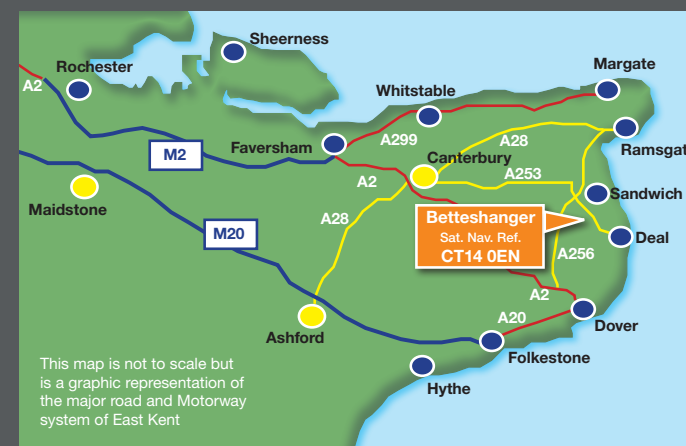 Sheerness
Rochester
Margate
A2
Whitstable
Ramsgat
Faversham
A299
A28
M2
Canterbury
A2
A253
Sandwich
Maidstone
A28
Betteshanger
Sat. Nav. Ref.
CT14 0EN
M20
Deal
A256
A2
A20
Dover
Ashford
Folkestone
Hythe
This map is not to scale but
is a graphic representation of
the major road and Motorway
system of East Kent